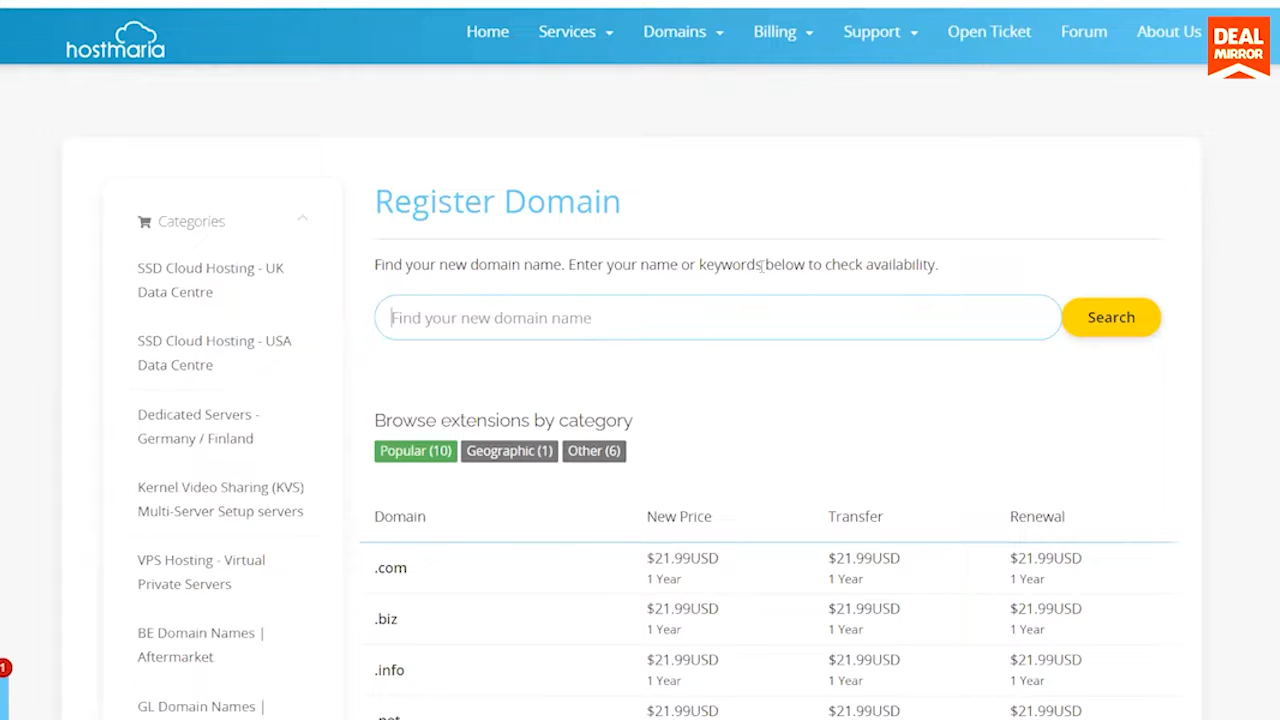 hostmaria
Home Services Domains Billing Support Open Ticket Forum About Us
DEAL
MIRROR
Categories
SSD Cloud Hosting - UK
Data Centre
SSD Cloud Hosting - USA
Data Centre
Dedicated Servers -
Germany / Finland
Kernel Video Sharing (KVS)
Multi-Server Setup servers
VPS Hosting - Virtual
Private Servers
BE Domain Names |
Aftermarket
GL Domain Names |
1
Register Domain
Find your new domain name. Enter your name or keywords below to check availability.
Find your new domain name
Search
Browse extensions by category
Popular (10) Geographic (1) Other (6)
Domain New Price Transfer Renewal
.com $21.99USD $21.99USD $21.99USD
1 Year 1 Year 1 Year
.biz $21.99USD $21.99USD $21.99USD
1 Year 1 Year 1 Year
.info $21.99USD $21.99USD $21.99USD
1 Year 1 Year 1 Year
.net $21.99USD $21.99USD $21.99USD